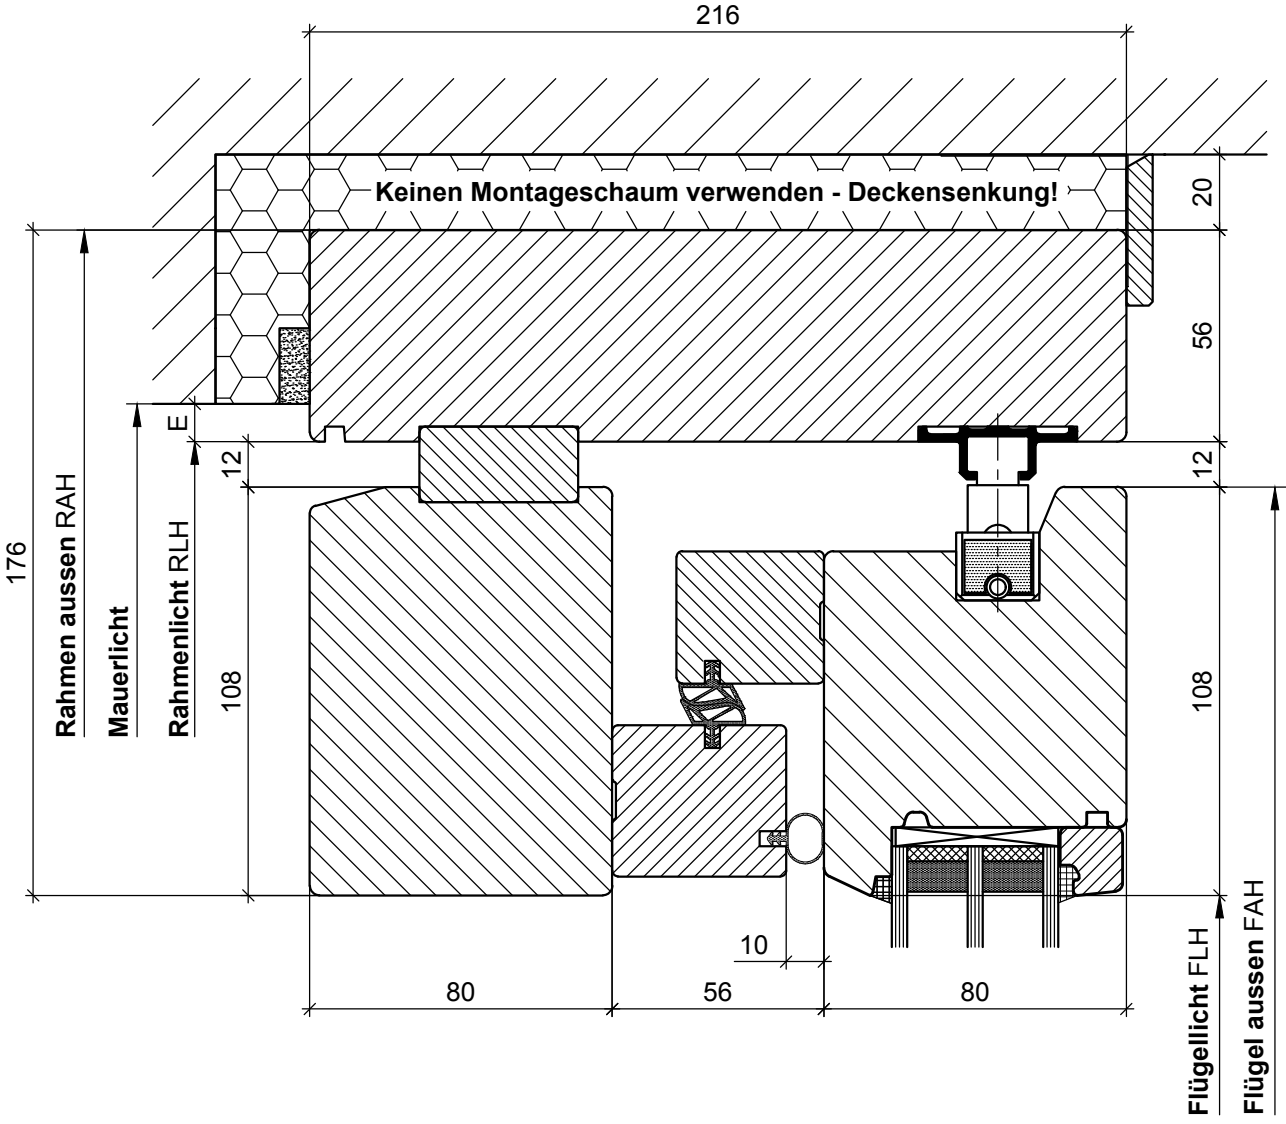 216
Keinen Montageschaum verwenden - Deckensenkung!
20
56
E
12
12
176
Rahmen aussen RAH
Mauerlicht
Rahmenlicht RLH
108
108
10
80
56
80
Flügellicht FLH
Flügel aussen FAH